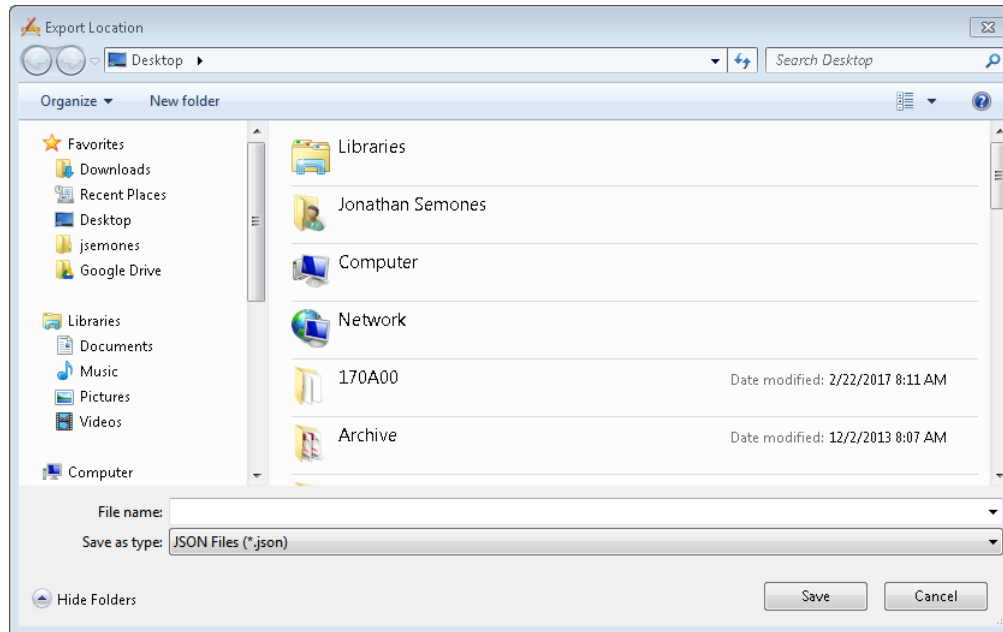 Export Location
Desktop
Search Desktop
Organize
New folder
Favorites
Downloads
Recent Places
Desktop
jsemones
Google Drive
Libraries
Documents
Music
Pictures
Videos
Computer
Libraries
Jonathan Semones
Computer
Network
170A00
Date modified: 2/22/2017 8:11 AM
Archive
Date modified: 12/2/2013 8:07 AM
File name:
Save as type: JSON Files (*.json)
Hide Folders
Save
Cancel